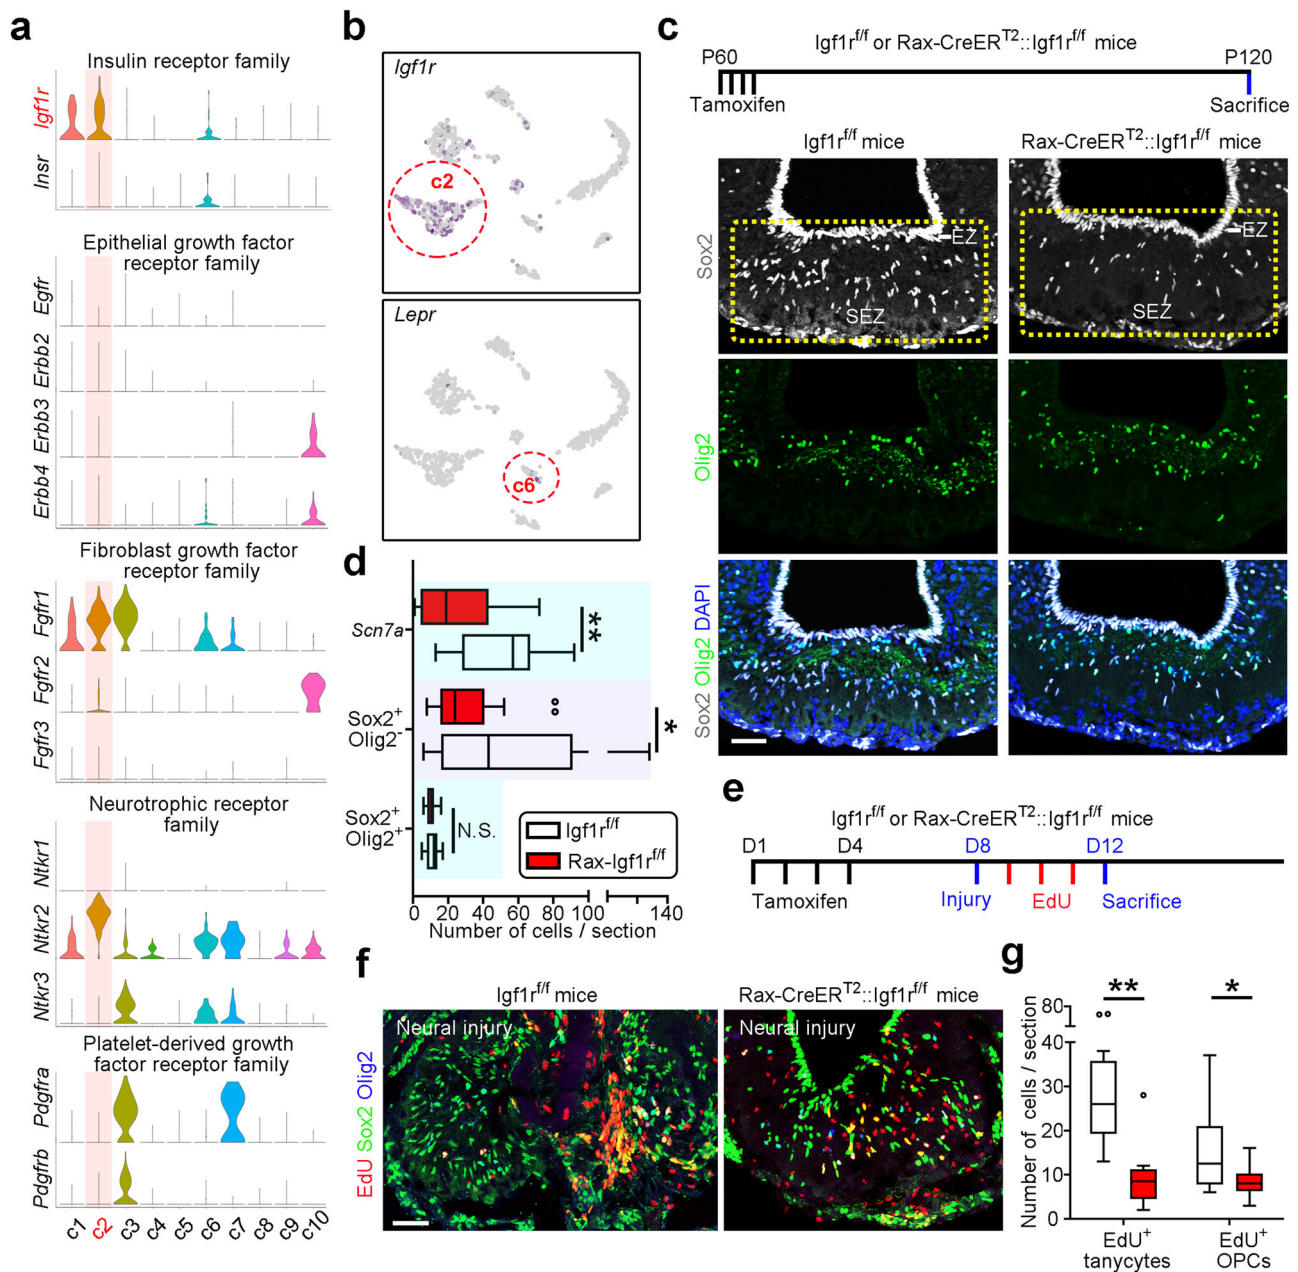 a
Insulin receptor family
Igf1r
Insr
Epithelial growth factor
receptor family
Egfr
Erbb2
Erbb3
Erbb4
Fibroblast growth factor
receptor family
Fgfr1
Fgfr2
Fgfr3
Neurotrophic receptor
family
Ntkr1
Ntkr2
Ntkr3
Platelet-derived growth
factor receptor family
Pdgfra
Pdgfrb
c1 c2 c3 c4 c5 c6 c7 c8 c9 c10
b
Igf1r
c2
Lepr
c6
c
Igf1r^f/f or Rax-CreER^T2::Igf1r^f/f mice
P60 P120
Tamoxifen Sacrifice
Igf1r^f/f mice Rax-CreER^T2::Igf1r^f/f mice
Sox2
EZ
SEZ
EZ
SEZ
Olig2
Sox2 Olig2 DAPI
d
Scn7a
**
Sox2+
Olig2-
*
Sox2+
Olig2+
N.S.
Igf1r^f/f
Rax-Igf1r^f/f
0 20 40 60 80 100 140
Number of cells / section
e
Igf1r^f/f or Rax-CreER^T2::Igf1r^f/f mice
D1 D4 D8 D12
Tamoxifen Injury EdU Sacrifice
f
Igf1r^f/f mice Rax-CreER^T2::Igf1r^f/f mice
EdU Sox2 Olig2
Neural injury
Neural injury
g
Number of cells / section
80
40
30
20
10
0
** *
EdU+
tanycytes
EdU+
OPCs